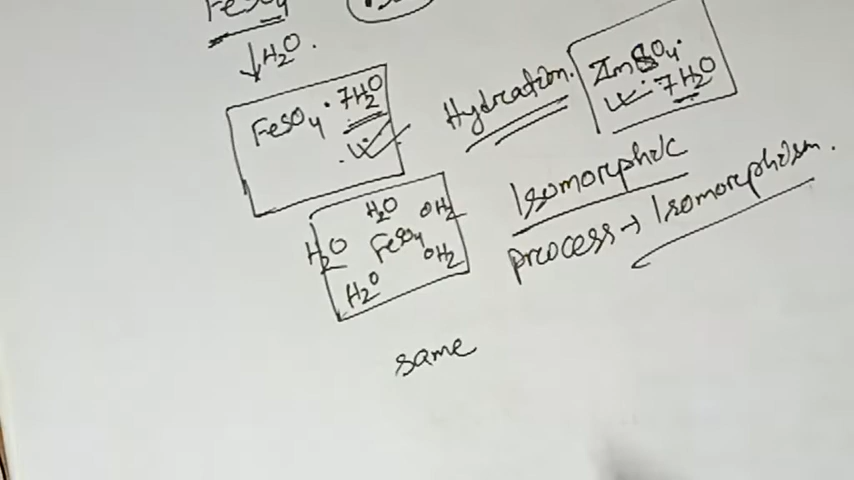 FeSO4
↓ H2O.
FeSO4 · 7H2O
Hydration.
ZnSO4 ·
7H2O
Isomorphic
process → Isomorphism.
H2O
H2O FeSO4 OH2
OH2
H2O
same